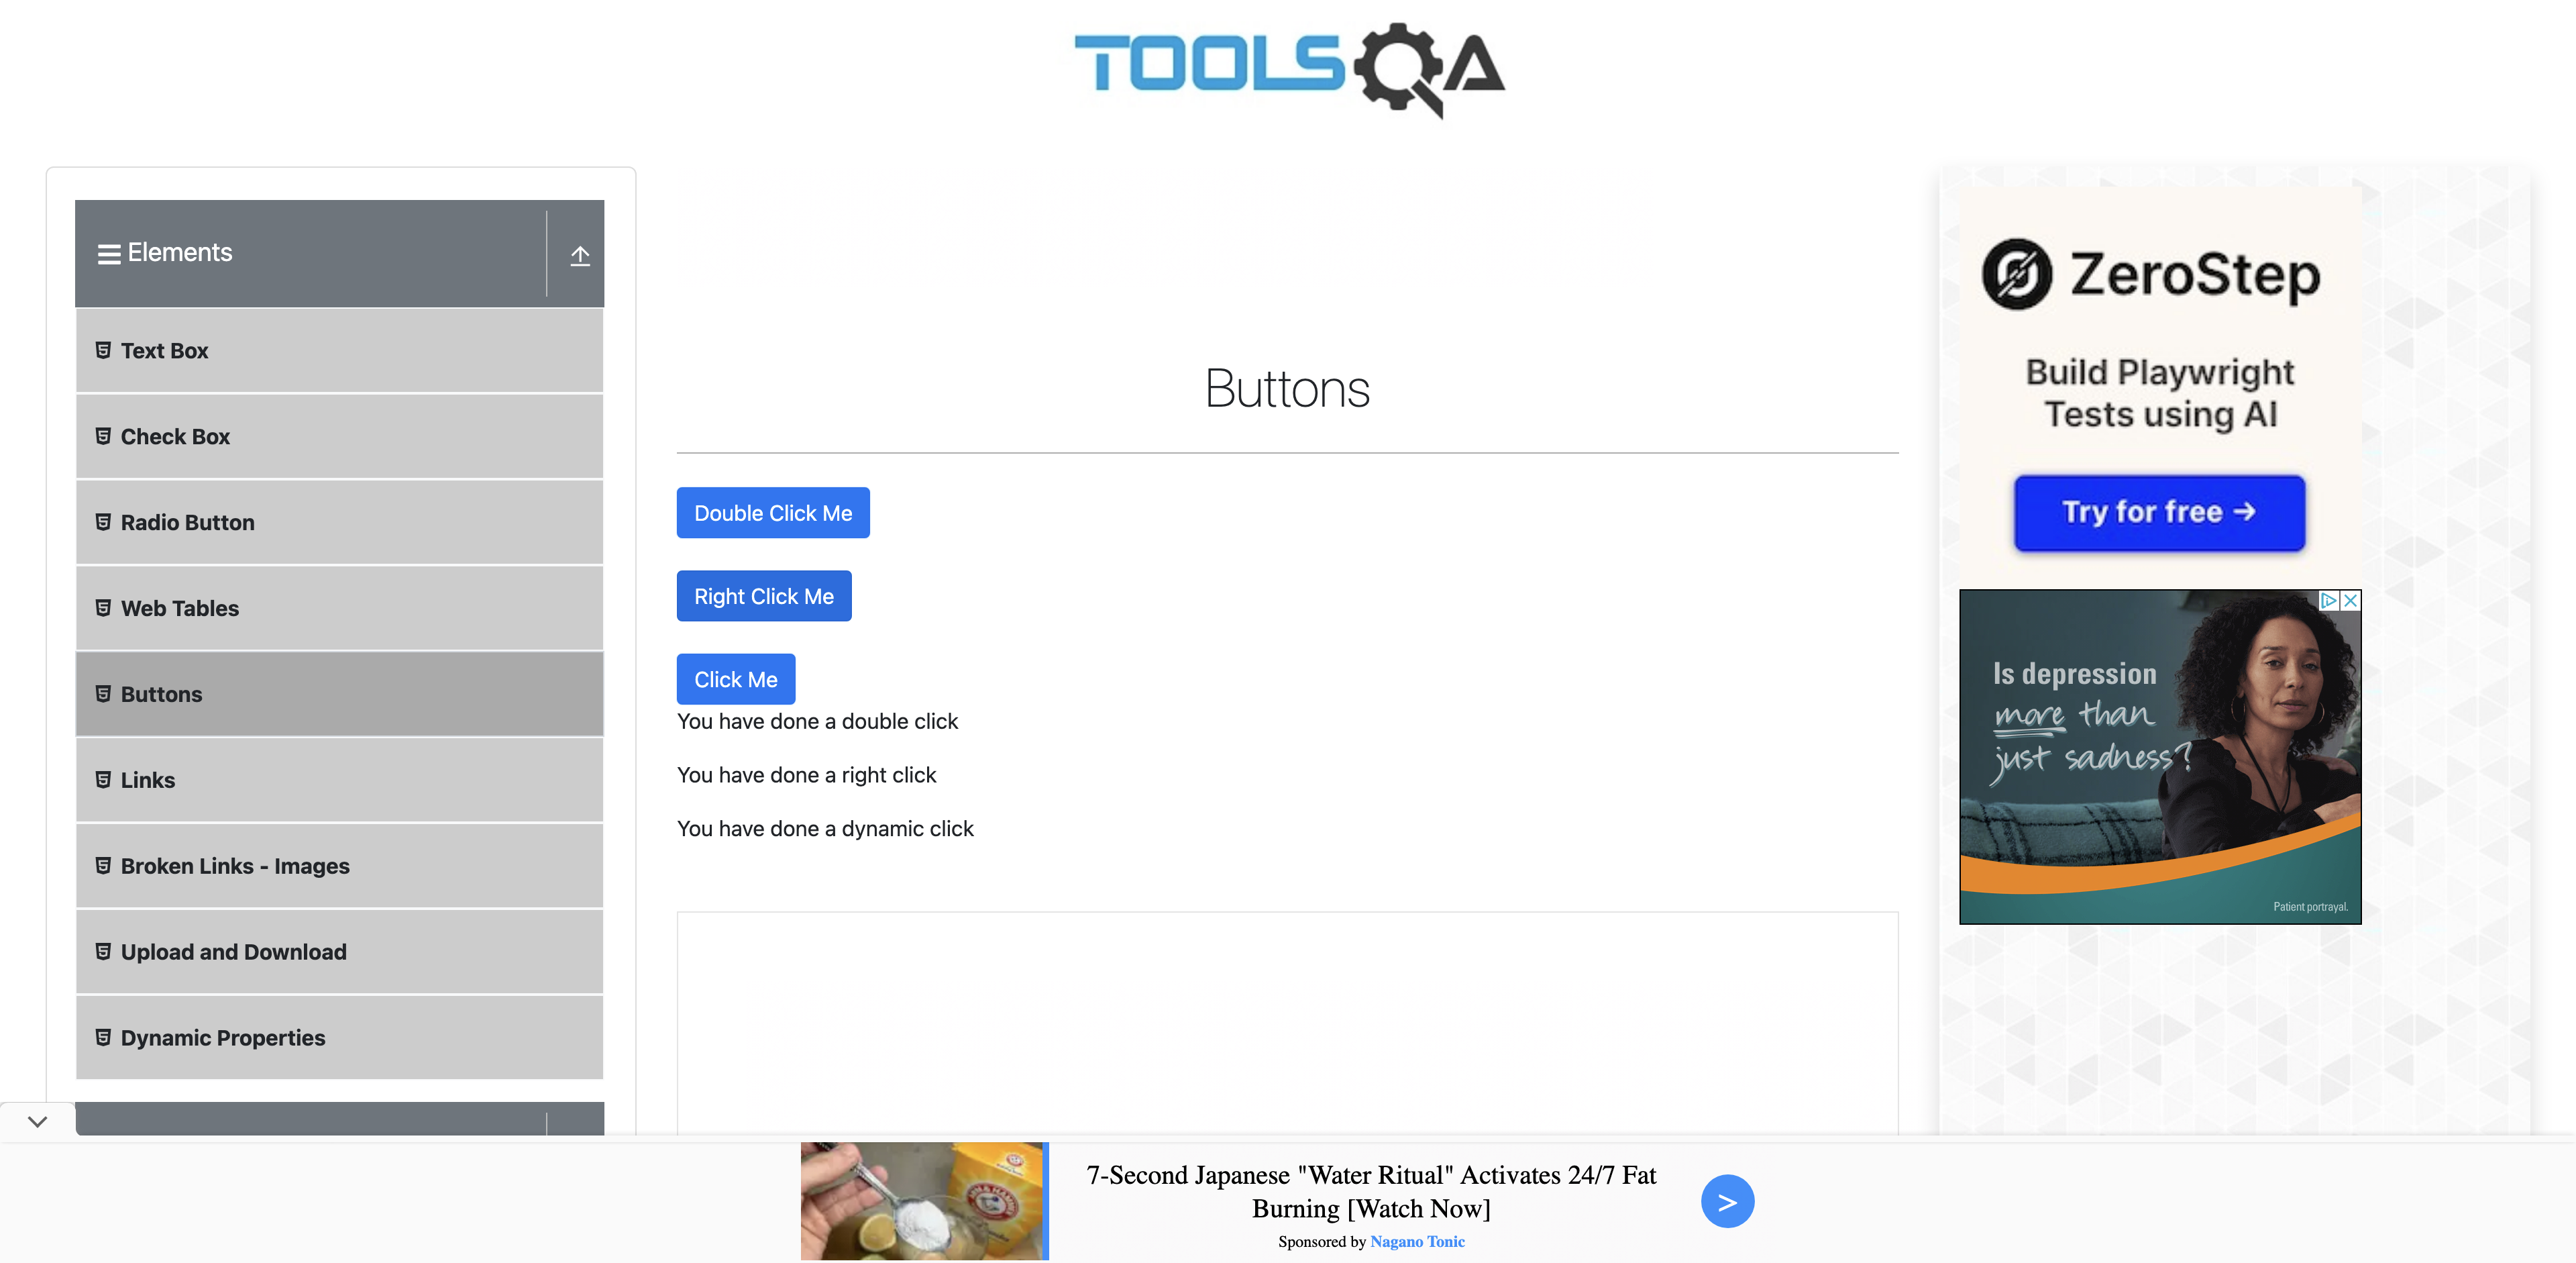 TOOLSQA
Elements
Text Box
Check Box
Radio Button
Web Tables
Buttons
Links
Broken Links - Images
Upload and Download
Dynamic Properties
Buttons
Double Click Me
Right Click Me
Click Me
You have done a double click
You have done a right click
You have done a dynamic click
ZeroStep
Build Playwright
Tests using AI
Try for free →
Is depression
more than
just sadness?
Patient portrayal.
7-Second Japanese "Water Ritual" Activates 24/7 Fat
Burning [Watch Now]
Sponsored by Nagano Tonic
>